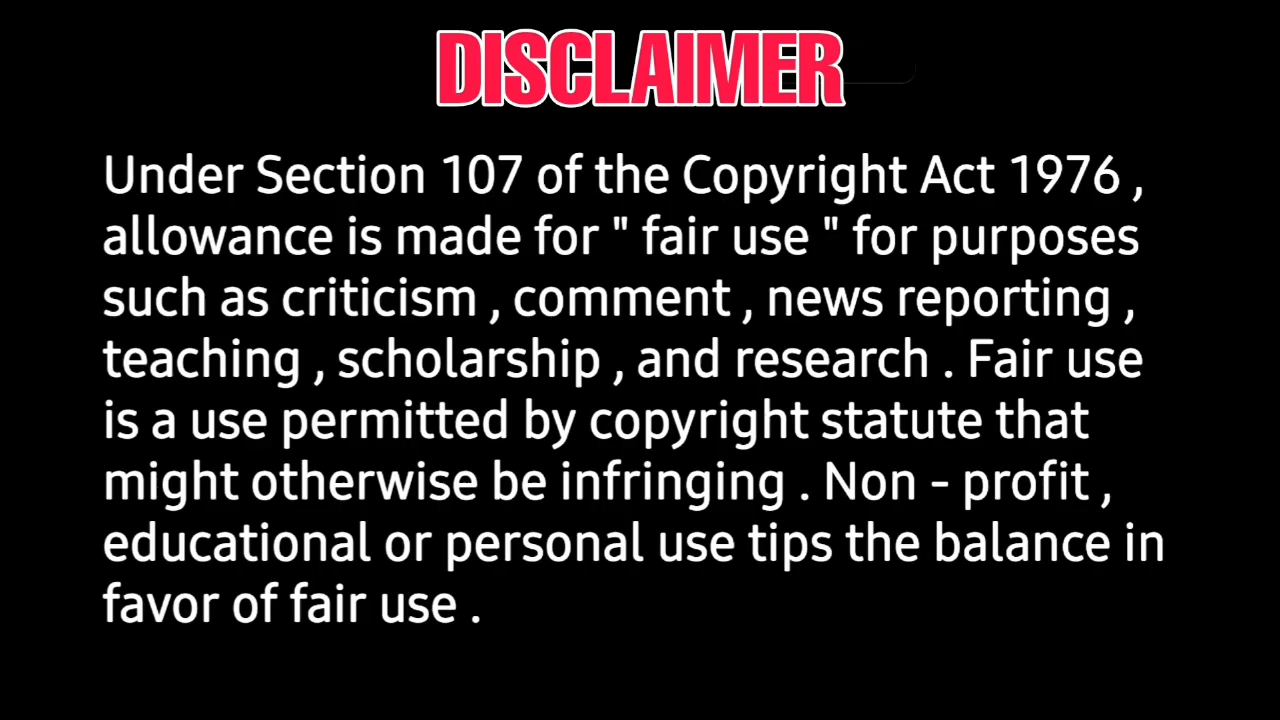 DISCLAIMER
Under Section 107 of the Copyright Act 1976 ,
allowance is made for " fair use " for purposes
such as criticism , comment , news reporting ,
teaching , scholarship , and research . Fair use
is a use permitted by copyright statute that
might otherwise be infringing . Non - profit ,
educational or personal use tips the balance in
favor of fair use .